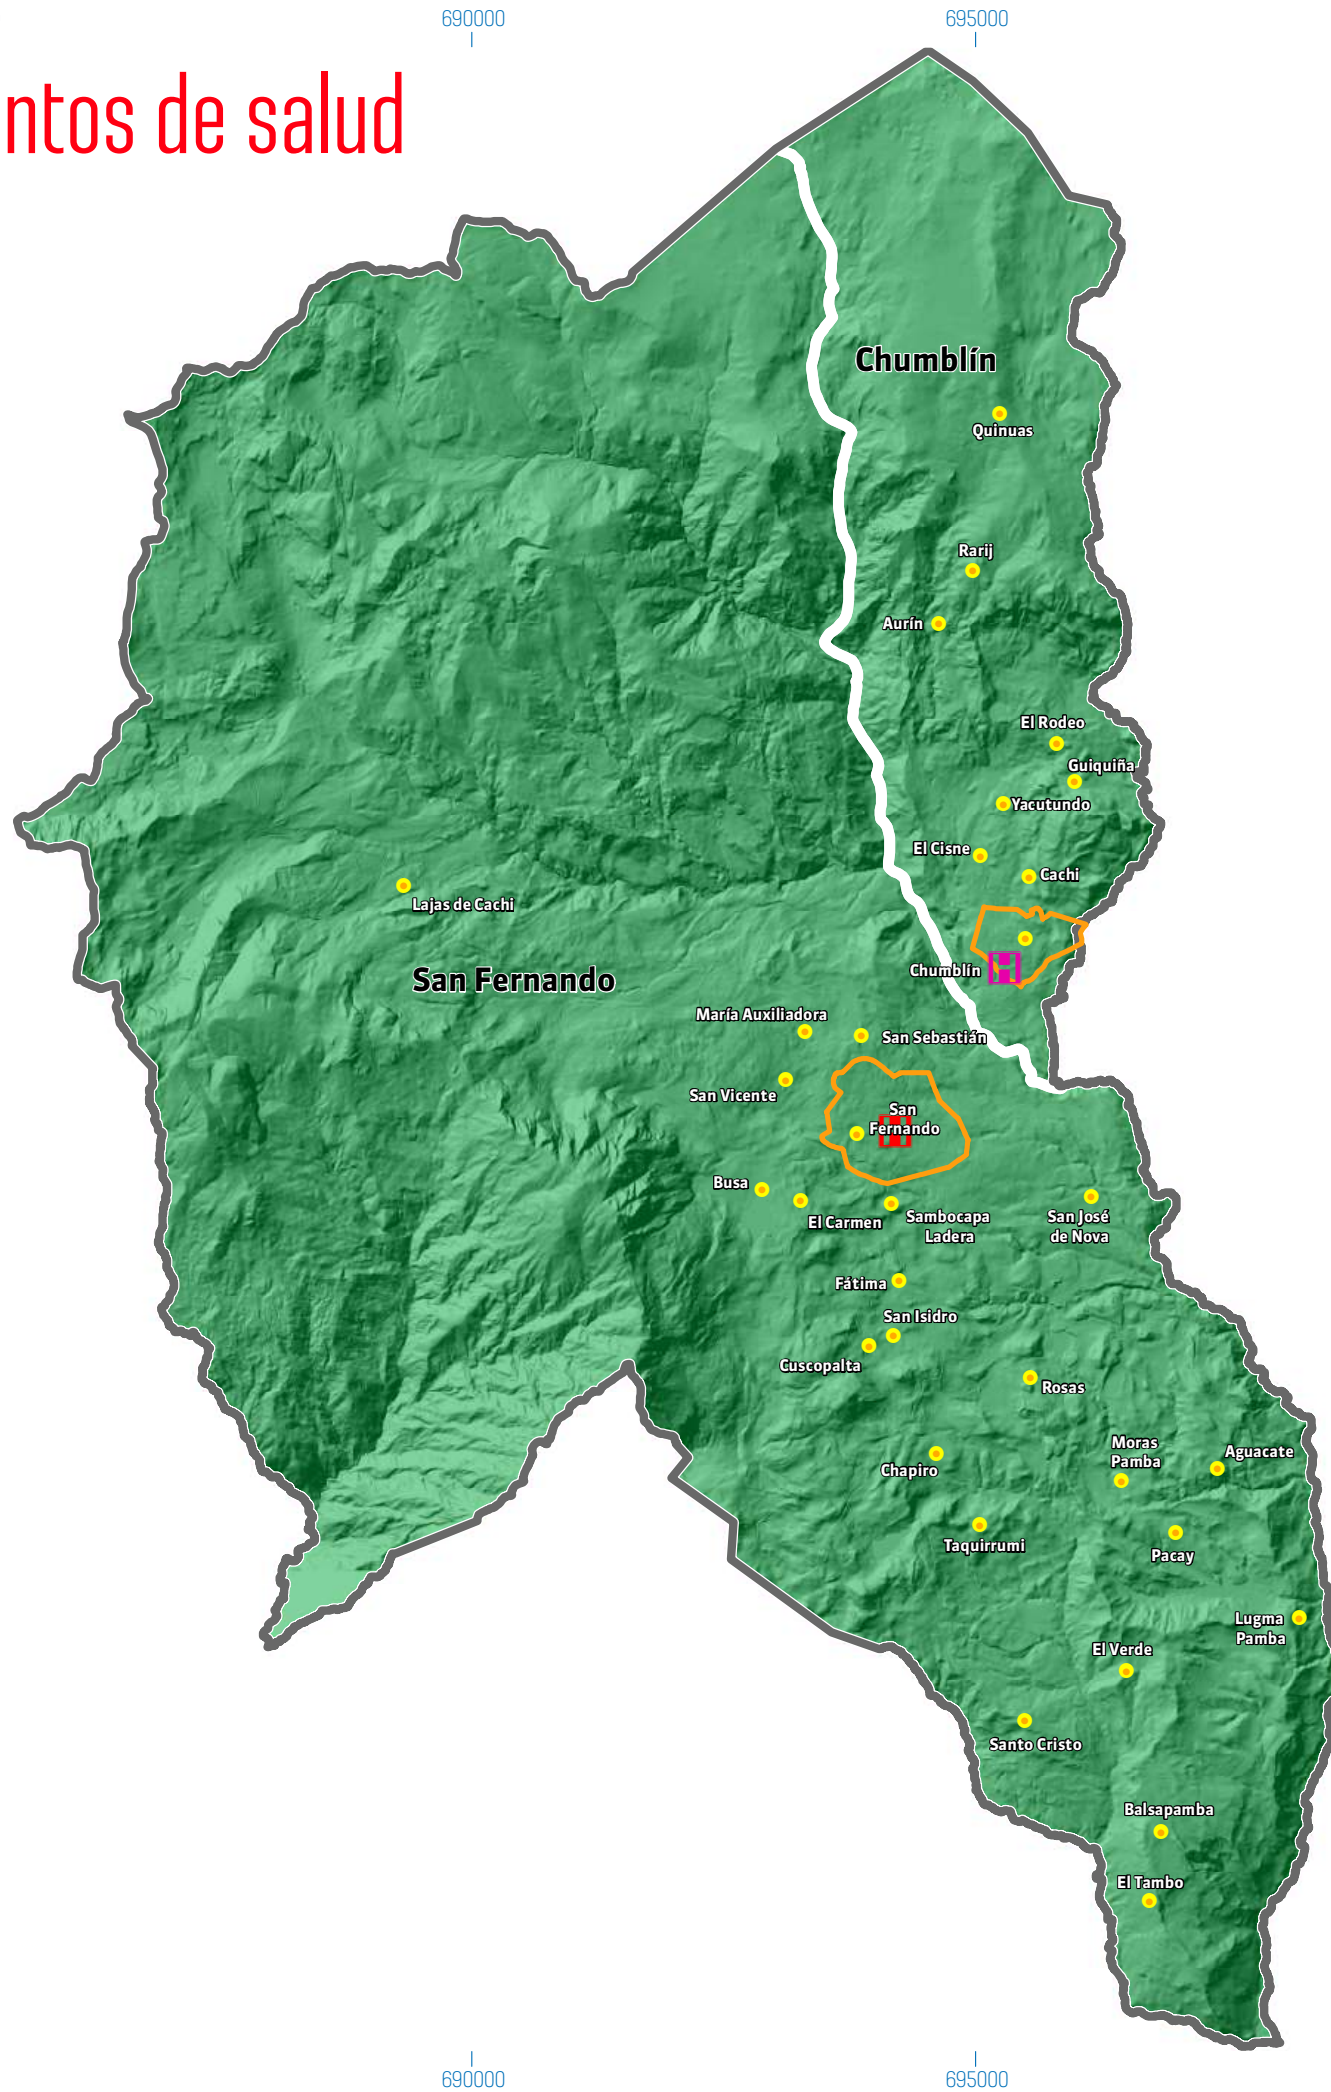 690000
695000
ntos de salud
Chumblín
Quinuas
Rarij
Aurín
El Rodeo
Guiquiña
Yacutundo
El Cisne
Cachi
Lajas de Cachi
Chumblín
San Fernando
María Auxiliadora
San Sebastián
San Vicente
San
Fernando
Busa
El Carmen
Sambocapa
Ladera
San José
de Nova
Fátima
San Isidro
Cuscopalta
Rosas
Moras
Pamba
Aguacate
Chapiro
Taquirrumi
Pacay
Lugma
Pamba
El Verde
Santo Cristo
Balsapamba
El Tambo
690000
695000